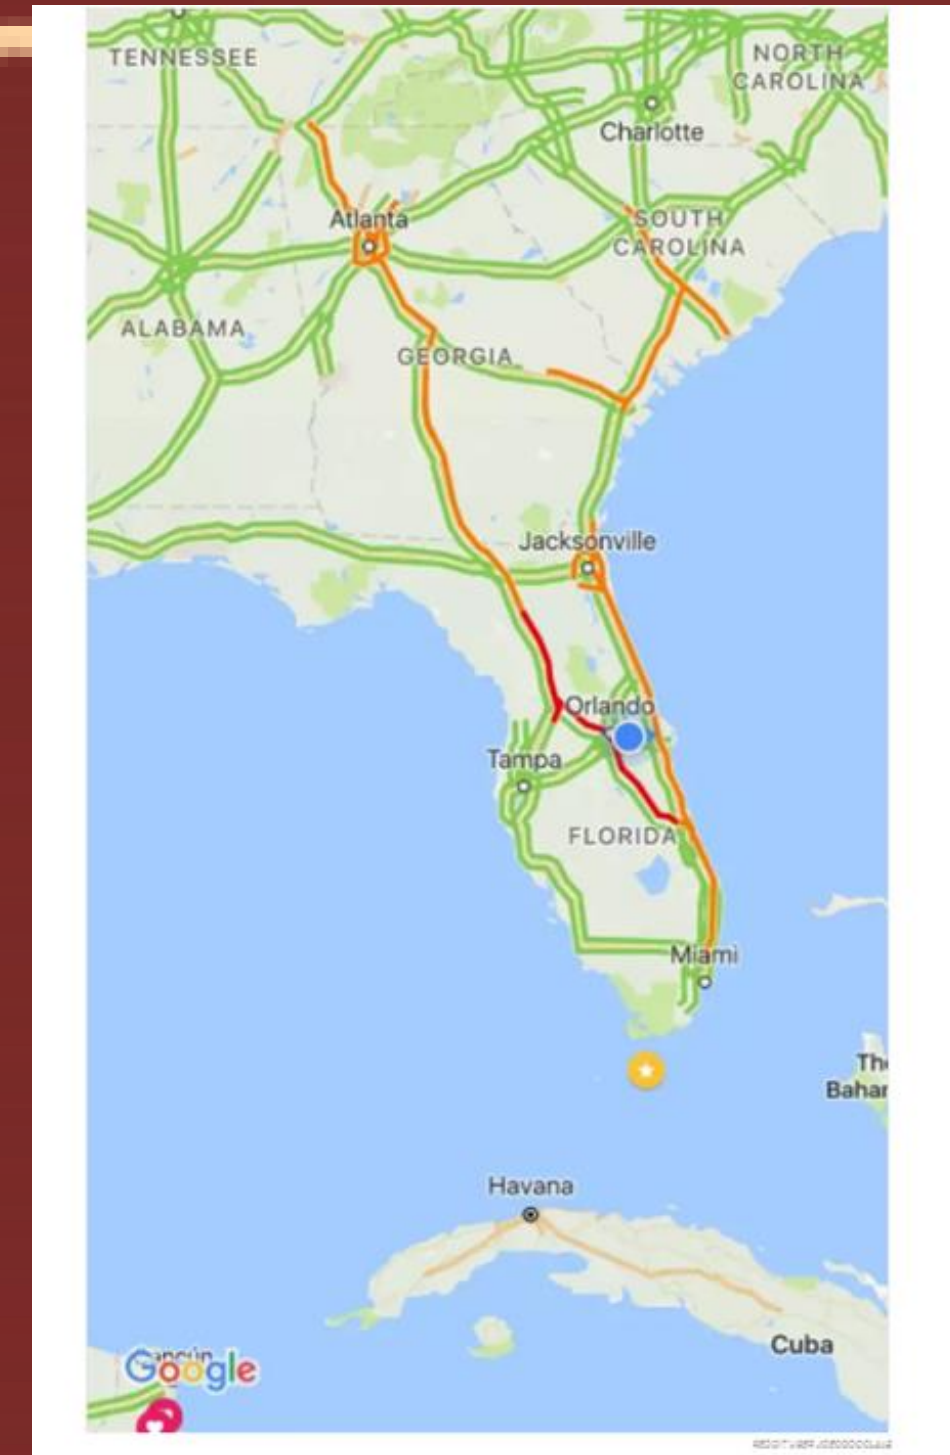 TENNESSEE
NORTH
CAROLINA
Charlotte
Atlanta
SOUTH
CAROLINA
ALABAMA
GEORGIA
Jacksonville
Orlando
Tampa
FLORIDA
Miami
The
Bahar
Havana
Cuba
Cancún
Google